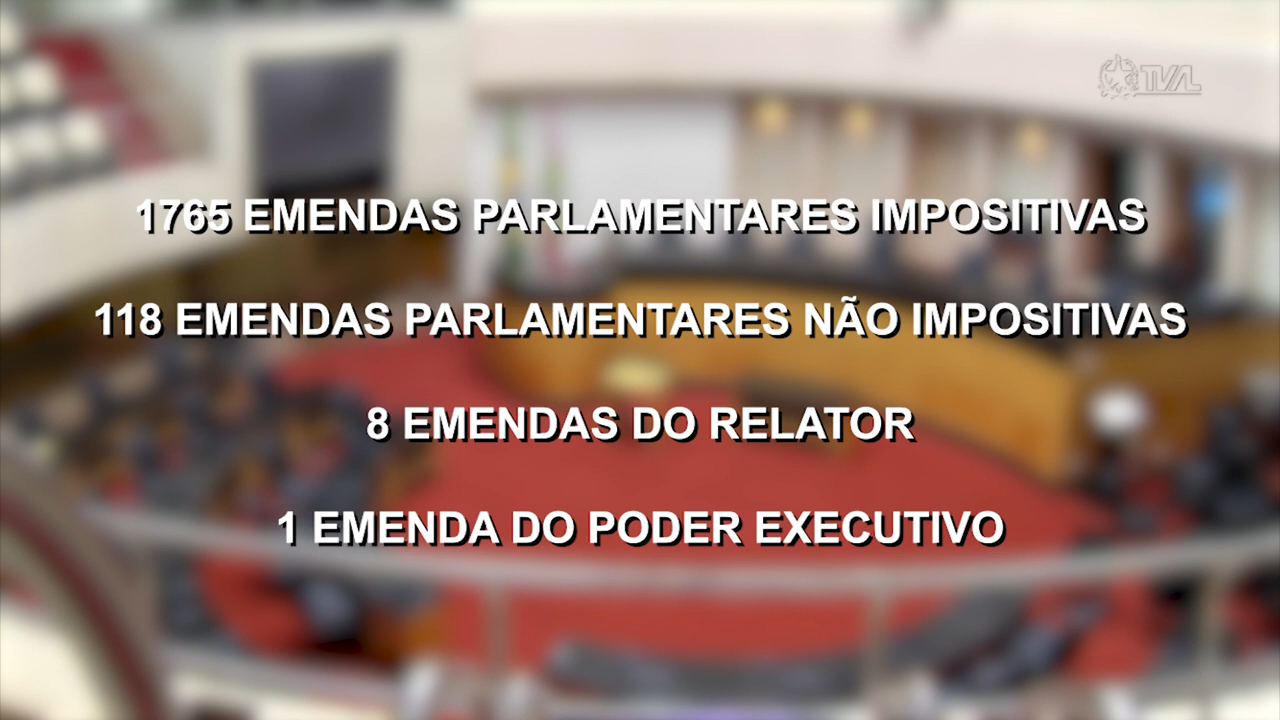 TVAL
1765 EMENDAS PARLAMENTARES IMPOSITIVAS
118 EMENDAS PARLAMENTARES NÃO IMPOSITIVAS
8 EMENDAS DO RELATOR
1 EMENDA DO PODER EXECUTIVO